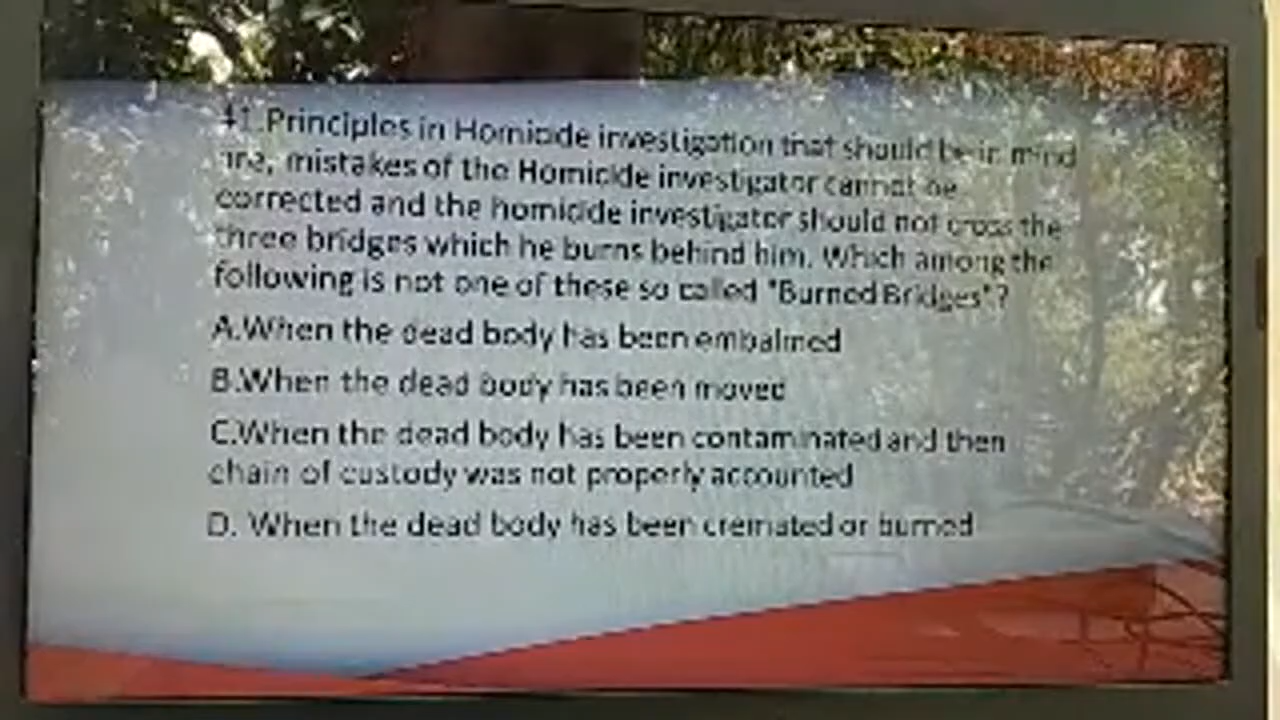 41.Principles in Homicide investigation that should be in mind
are, mistakes of the Homicide investigator cannot be
corrected and the homicide investigator should not cross the
three bridges which he burns behind him. Which among the
following is not one of these so called "Burned Bridges"?
A.When the dead body has been embalmed
B.When the dead body has been moved
C.When the dead body has been contaminated and then
chain of custody was not properly accounted
D. When the dead body has been cremated or burned